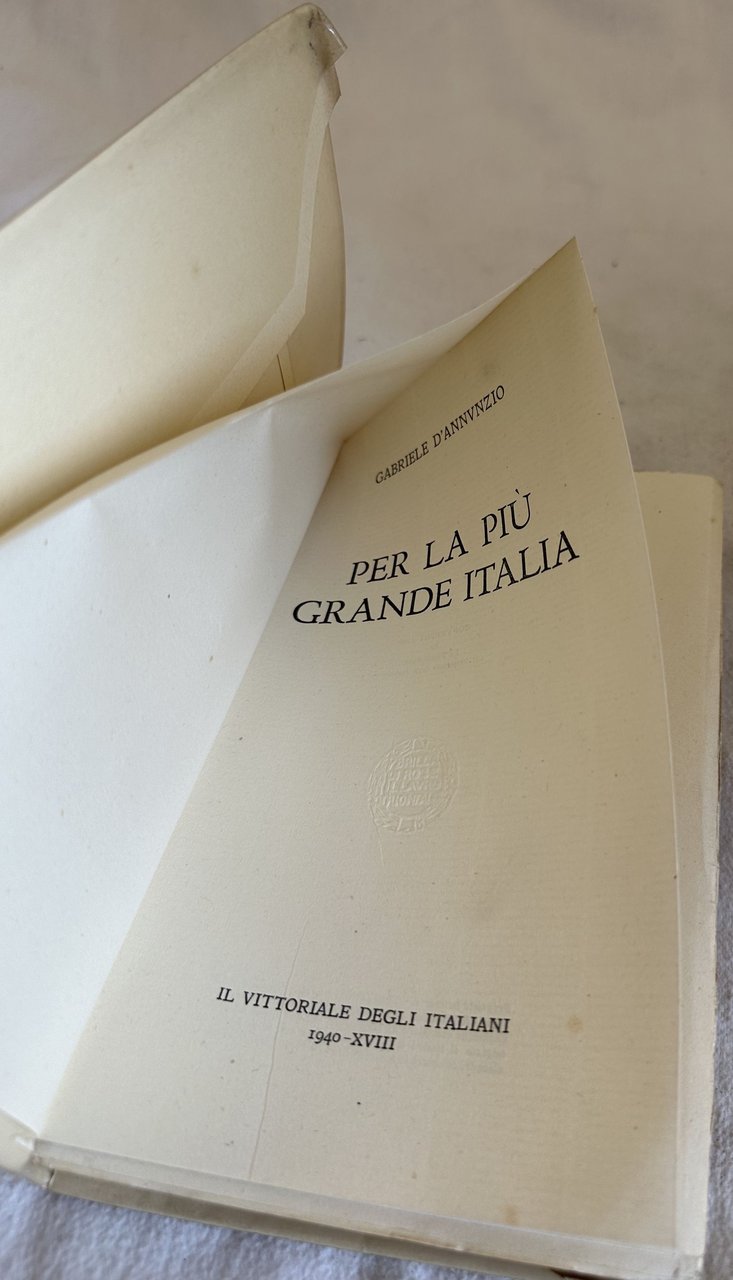 GABRIELE D'ANNVNZIO
PER LA PIÙ
GRANDE ITALIA
IL VITTORIALE DEGLI ITALIANI
1940-XVIII